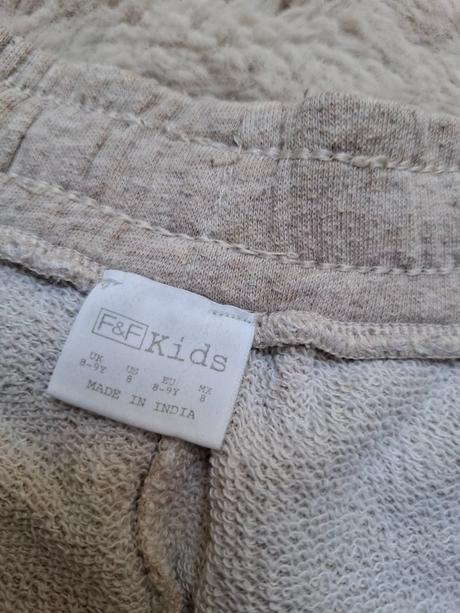 F&F Kids
UK US EU MX
8-9Y 8 8-9Y 8
MADE IN INDIA